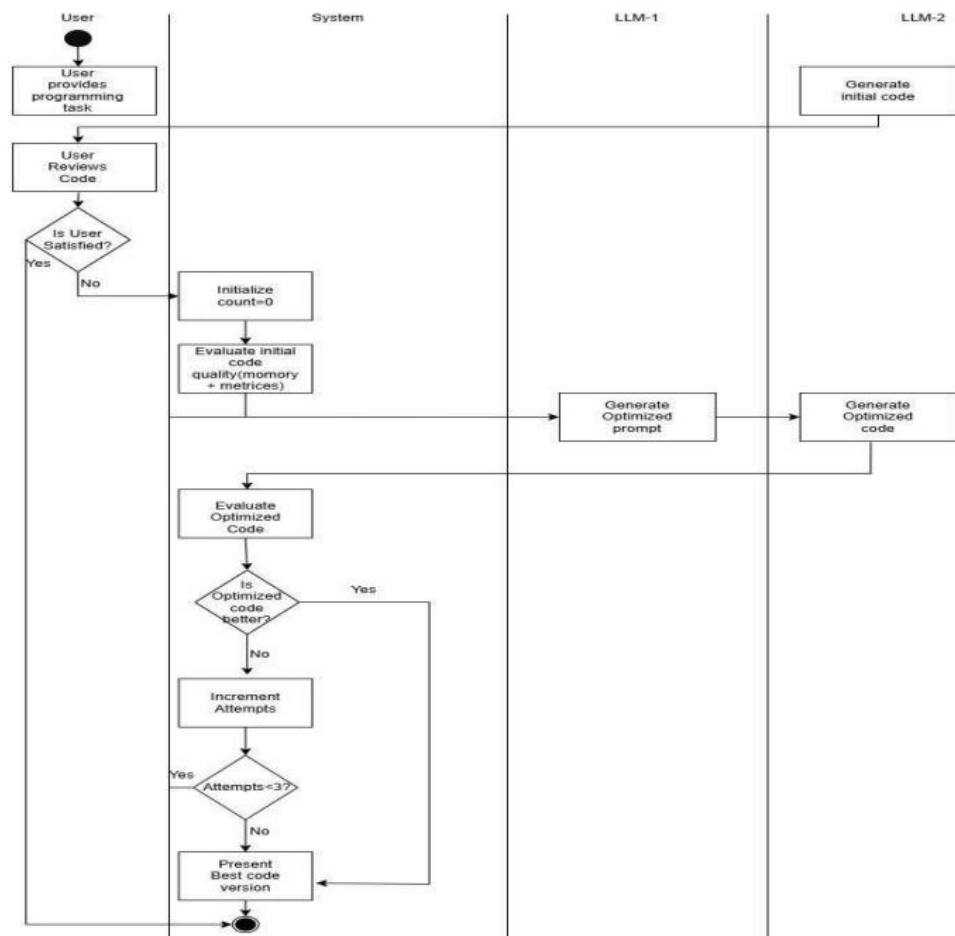 User
System
LLM-1
LLM-2
User
provides
programming
task
Generate
initial code
User
Reviews
Code
Is User
Satisfied?
Yes
No
Initialize
count=0
Evaluate initial
code
quality(momory
+ metrices)
Generate
Optimized
prompt
Generate
Optimized
code
Evaluate
Optimized
Code
Is
Optimized
code
better?
Yes
No
Increment
Attempts
Yes
Attempts<3?
No
Present
Best code
version